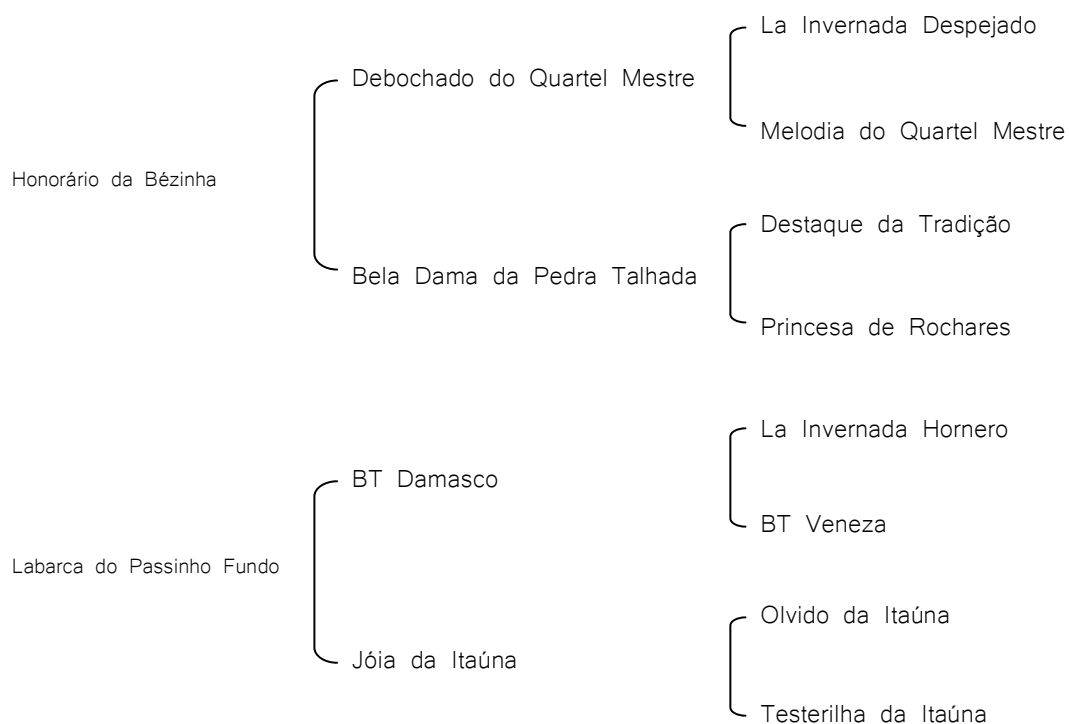 La Invernada Despejado
Debochado do Quartel Mestre
Melodia do Quartel Mestre
Honorário da Bézinha
Destaque da Tradição
Bela Dama da Pedra Talhada
Princesa de Rochares
La Invernada Hornero
BT Damasco
BT Veneza
Labarca do Passinho Fundo
Olvido da Itaúna
Jóia da Itaúna
Testerilha da Itaúna